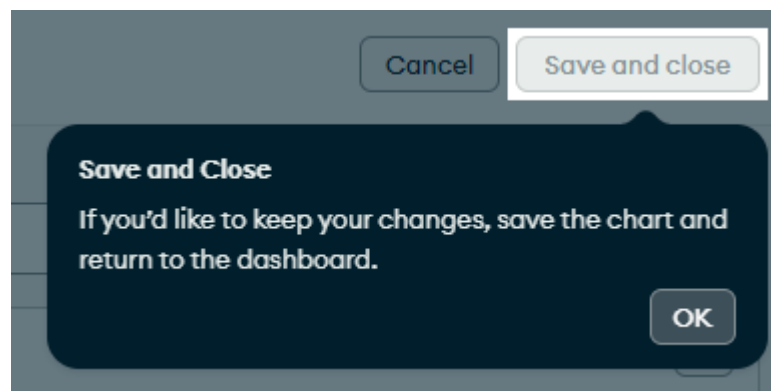 Cancel
Save and close
Save and Close
If you'd like to keep your changes, save the chart and
return to the dashboard.
OK